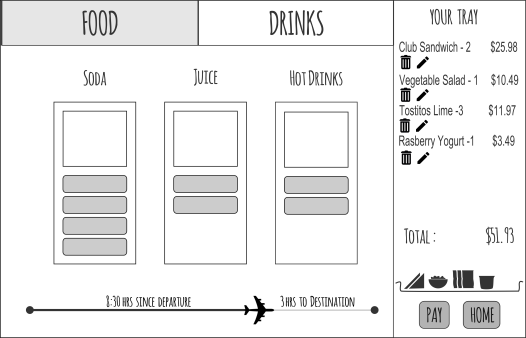 FOOD
DRINKS
YOUR TRAY
Club Sandwich - 2 $25.98
Vegetable Salad - 1 $10.49
Tostitos Lime -3 $11.97
Rasberry Yogurt -1 $3.49
SODA
JUICE
HOT DRINKS
TOTAL : $51.93
8:30 HRS SINCE DEPARTURE
3HRS TO DESTINATION
PAY
HOME